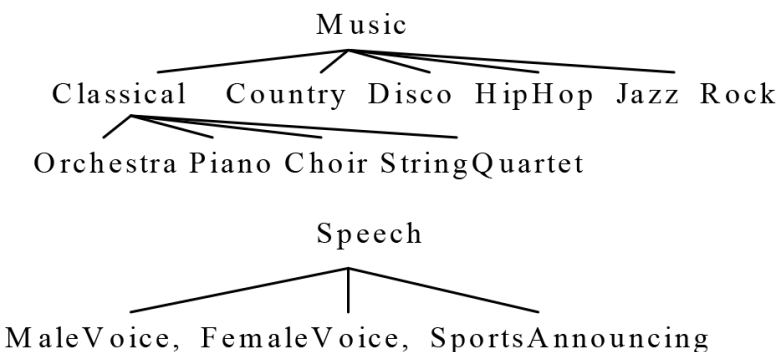 Music
Classical Country Disco HipHop Jazz Rock
Orchestra Piano Choir StringQuartet
Speech
MaleVoice, FemaleVoice, SportsAnnouncing